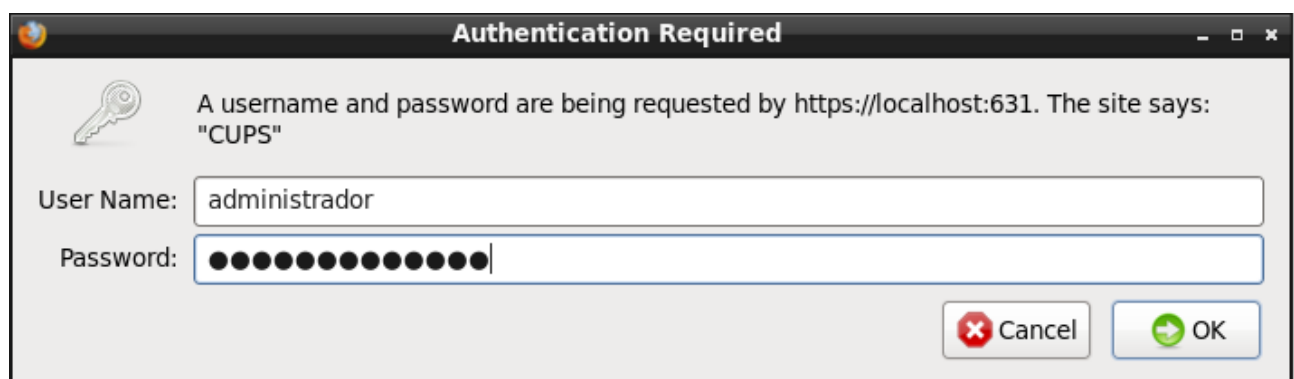 Authentication Required
A username and password are being requested by https://localhost:631. The site says:
"CUPS"
User Name: administrador
Password: ●●●●●●●●●●●●●
Cancel OK